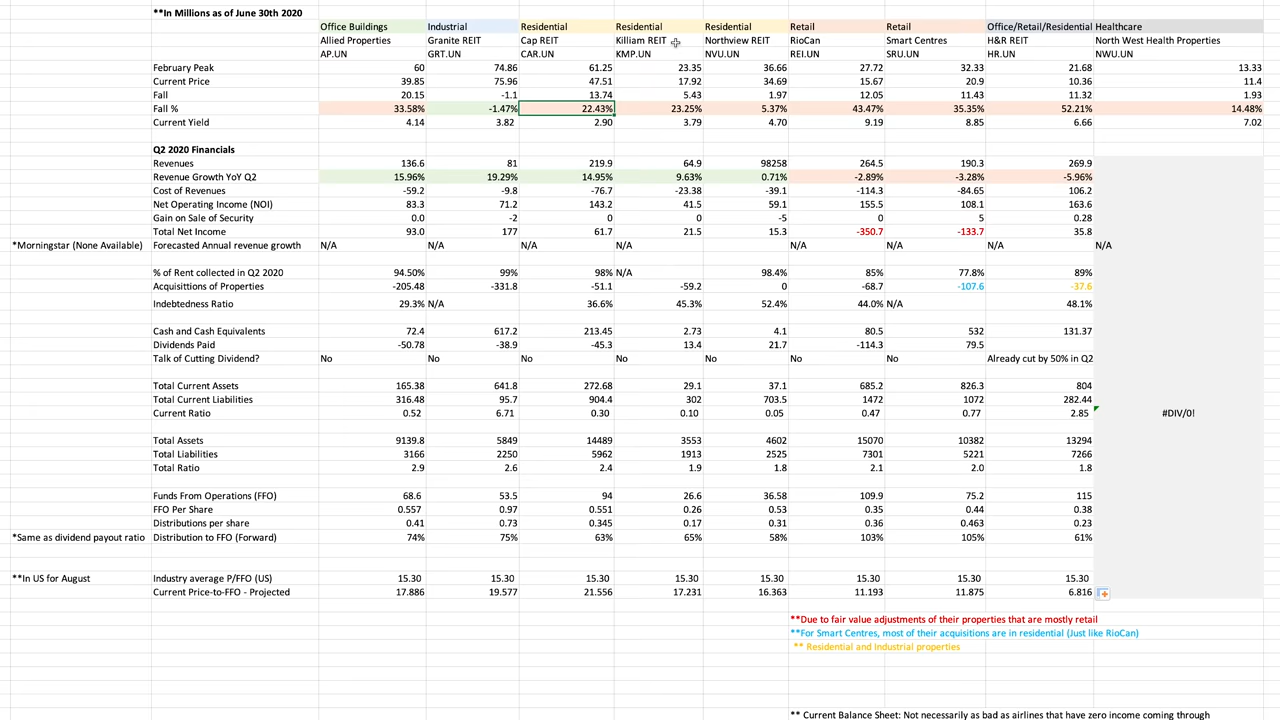 **In Millions as of June 30th 2020
Office Buildings Industrial Residential Residential Residential Retail Retail Office/Retail/Residential Healthcare
Allied Properties Granite REIT Cap REIT Killiam REIT Northview REIT RioCan Smart Centres H&R REIT North West Health Properties
AP.UN GRT.UN CAR.UN KMP.UN NVU.UN REI.UN SRU.UN HR.UN NWU.UN
February Peak 60 74.86 61.25 23.35 36.66 27.72 32.33 21.68 13.33
Current Price 39.85 75.96 47.51 17.92 34.69 15.67 20.9 10.36 11.4
Fall 20.15 -1.1 13.74 5.43 1.97 12.05 11.43 11.32 1.93
Fall % 33.58% -1.47% 22.43% 23.25% 5.37% 43.47% 35.35% 52.21% 14.48%
Current Yield 4.14 3.82 2.90 3.79 4.70 9.19 8.85 6.66 7.02
Q2 2020 Financials
Revenues 136.6 81 219.9 64.9 98258 264.5 190.3 269.9
Revenue Growth YoY Q2 15.96% 19.29% 14.95% 9.63% 0.71% -2.89% -3.28% -5.96%
Cost of Revenues -59.2 -9.8 -76.7 -23.38 -39.1 -114.3 -84.65 106.2
Net Operating Income (NOI) 83.3 71.2 143.2 41.5 59.1 155.5 108.1 163.6
Gain on Sale of Security 0.0 -2 0 0 -5 0 5 0.28
Total Net Income 93.0 177 61.7 21.5 15.3 -350.7 -133.7 35.8
*Morningstar (None Available) Forecasted Annual revenue growth N/A N/A N/A N/A N/A N/A N/A N/A
% of Rent collected in Q2 2020 94.50% 99% 98% N/A 98.4% 85% 77.8% 89%
Acquisittions of Properties -205.48 -331.8 -51.1 -59.2 0 -68.7 -107.6 -37.6
Indebtedness Ratio 29.3% N/A 36.6% 45.3% 52.4% 44.0% N/A 48.1%
Cash and Cash Equivalents 72.4 617.2 213.45 2.73 4.1 80.5 532 131.37
Dividends Paid -50.78 -38.9 -45.3 13.4 21.7 -114.3 79.5
Talk of Cutting Dividend? No No No No No No No Already cut by 50% in Q2
Total Current Assets 165.38 641.8 272.68 29.1 37.1 685.2 826.3 804
Total Current Liabilities 316.48 95.7 904.4 302 703.5 1472 1072 282.44
Current Ratio 0.52 6.71 0.30 0.10 0.05 0.47 0.77 2.85 #DIV/0!
Total Assets 9139.8 5849 14489 3553 4602 15070 10382 13294
Total Liabilities 3166 2250 5962 1913 2525 7301 5221 7266
Total Ratio 2.9 2.6 2.4 1.9 1.8 2.1 2.0 1.8
Funds From Operations (FFO) 68.6 53.5 94 26.6 36.58 109.9 75.2 115
FFO Per Share 0.557 0.97 0.551 0.26 0.53 0.35 0.44 0.38
Distributions per share 0.41 0.73 0.345 0.17 0.31 0.36 0.463 0.23
*Same as dividend payout ratio Distribution to FFO (Forward) 74% 75% 63% 65% 58% 103% 105% 61%
**In US for August Industry average P/FFO (US) 15.30 15.30 15.30 15.30 15.30 15.30 15.30 15.30
Current Price-to-FFO - Projected 17.886 19.577 21.556 17.231 16.363 11.193 11.875 6.816
**Due to fair value adjustments of their properties that are mostly retail
**For Smart Centres, most of their acquisitions are in residential (Just like RioCan)
** Residential and Industrial properties
** Current Balance Sheet: Not necessarily as bad as airlines that have zero income coming through